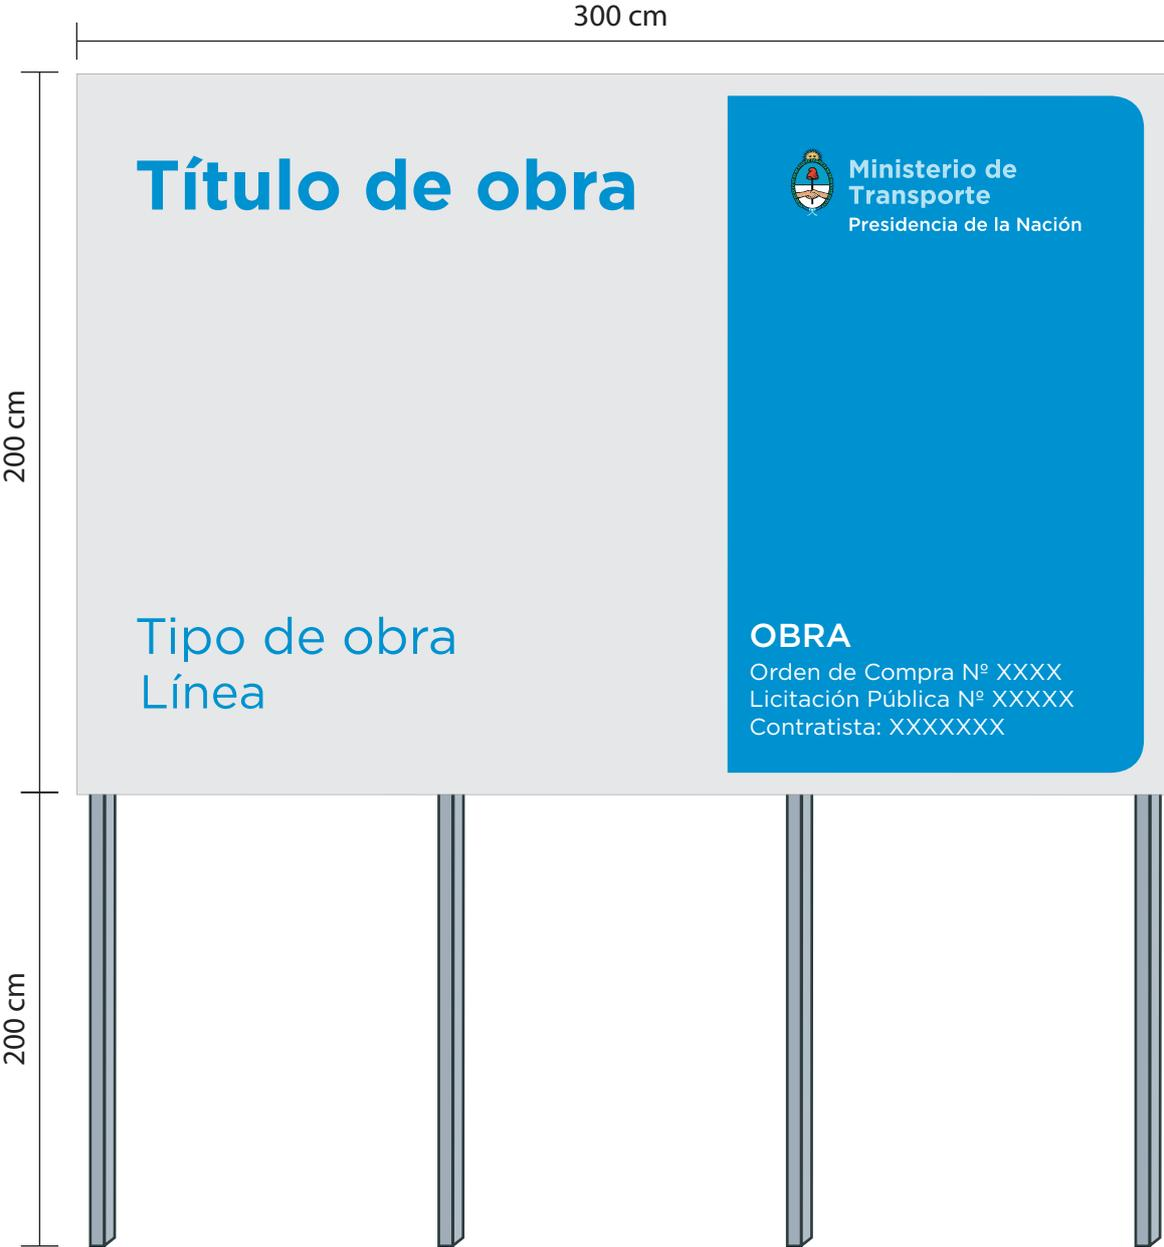 300 cm
200 cm
Título de obra
Ministerio de
Transporte
Presidencia de la Nación
Tipo de obra
Línea
OBRA
Orden de Compra Nº XXXX
Licitación Pública Nº XXXXX
Contratista: XXXXXXX
200 cm